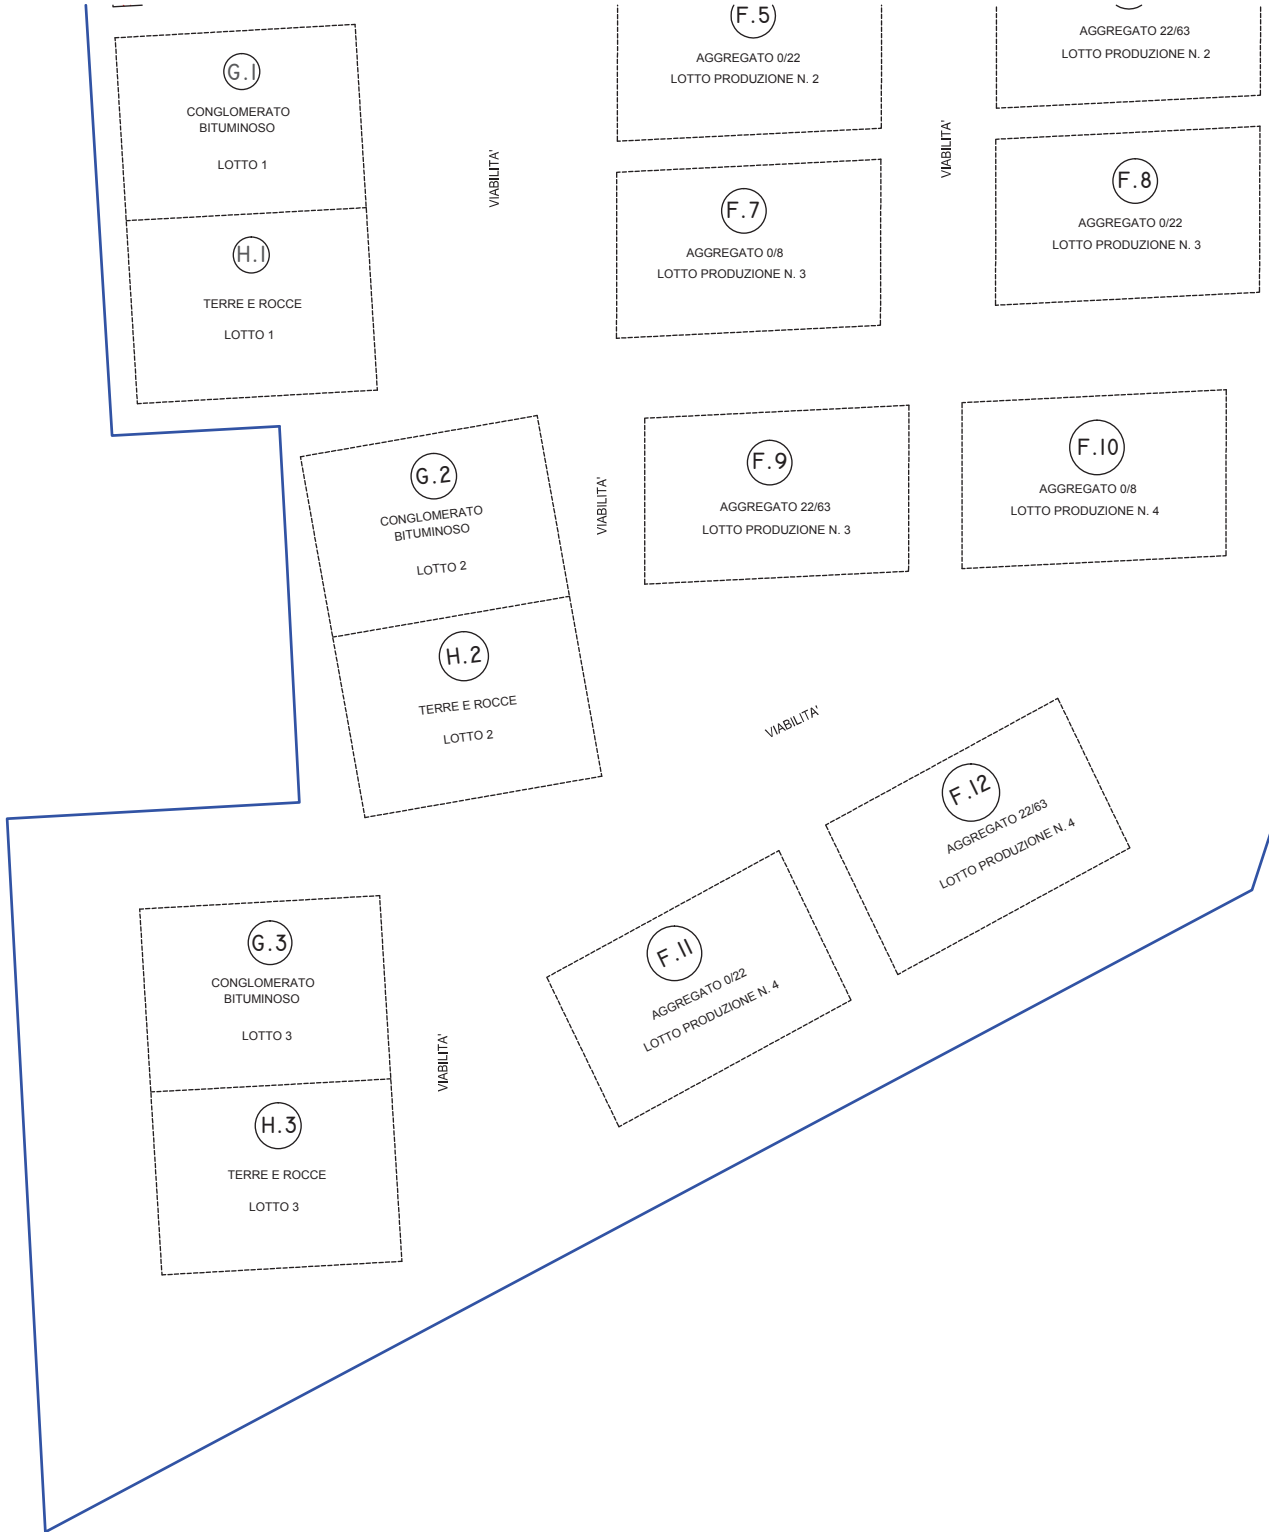 F.5
AGGREGATO 0/22
LOTTO PRODUZIONE N. 2
AGGREGATO 22/63
LOTTO PRODUZIONE N. 2
G.1
CONGLOMERATO
BITUMINOSO
LOTTO 1
H.1
TERRE E ROCCE
LOTTO 1
VIABILITA'
VIABILITA'
F.7
AGGREGATO 0/8
LOTTO PRODUZIONE N. 3
F.8
AGGREGATO 0/22
LOTTO PRODUZIONE N. 3
G.2
CONGLOMERATO
BITUMINOSO
LOTTO 2
H.2
TERRE E ROCCE
LOTTO 2
VIABILITA'
F.9
AGGREGATO 22/63
LOTTO PRODUZIONE N. 3
F.10
AGGREGATO 0/8
LOTTO PRODUZIONE N. 4
VIABILITA'
F.12
AGGREGATO 22/63
LOTTO PRODUZIONE N. 4
F.11
AGGREGATO 0/22
LOTTO PRODUZIONE N. 4
G.3
CONGLOMERATO
BITUMINOSO
LOTTO 3
H.3
TERRE E ROCCE
LOTTO 3
VIABILITA'